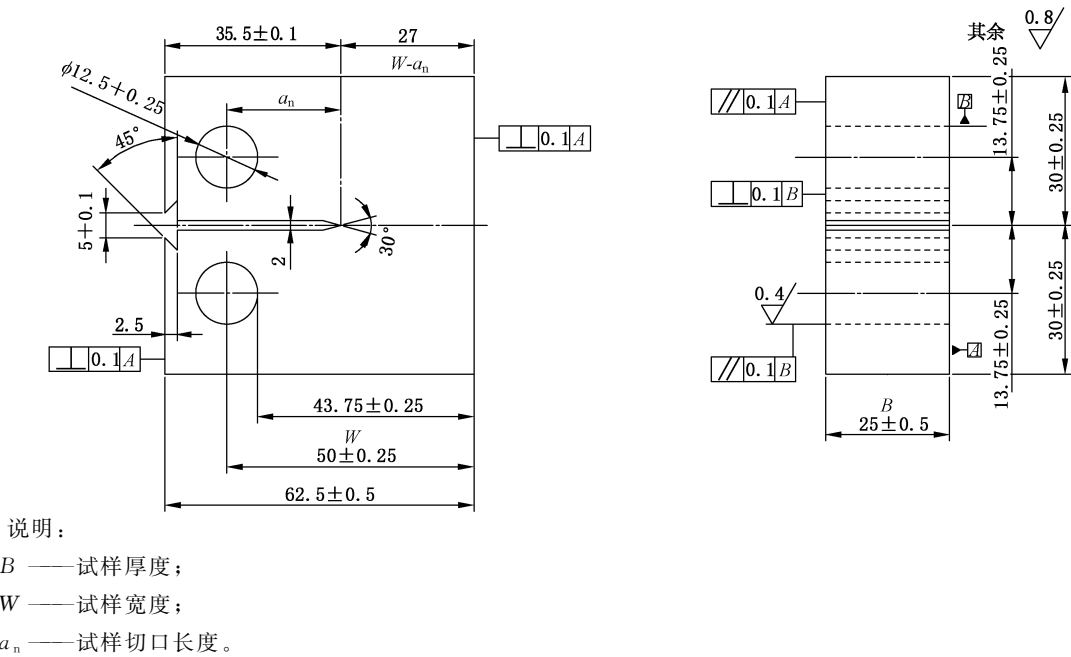 35.5±0.1
27
W-aₙ
aₙ
φ12.5+0.25
45°
5+0.1
2
30°
2.5
⊥ 0.1 A
⊥ 0.1 A
43.75±0.25
W
50±0.25
62.5±0.5
其余 0.8
// 0.1 A
B
13.75±0.25
30±0.25
⊥ 0.1 B
0.4
// 0.1 B
A
13.75±0.25
30±0.25
B
25±0.5
说明：
B ——试样厚度；
W ——试样宽度；
aₙ ——试样切口长度。